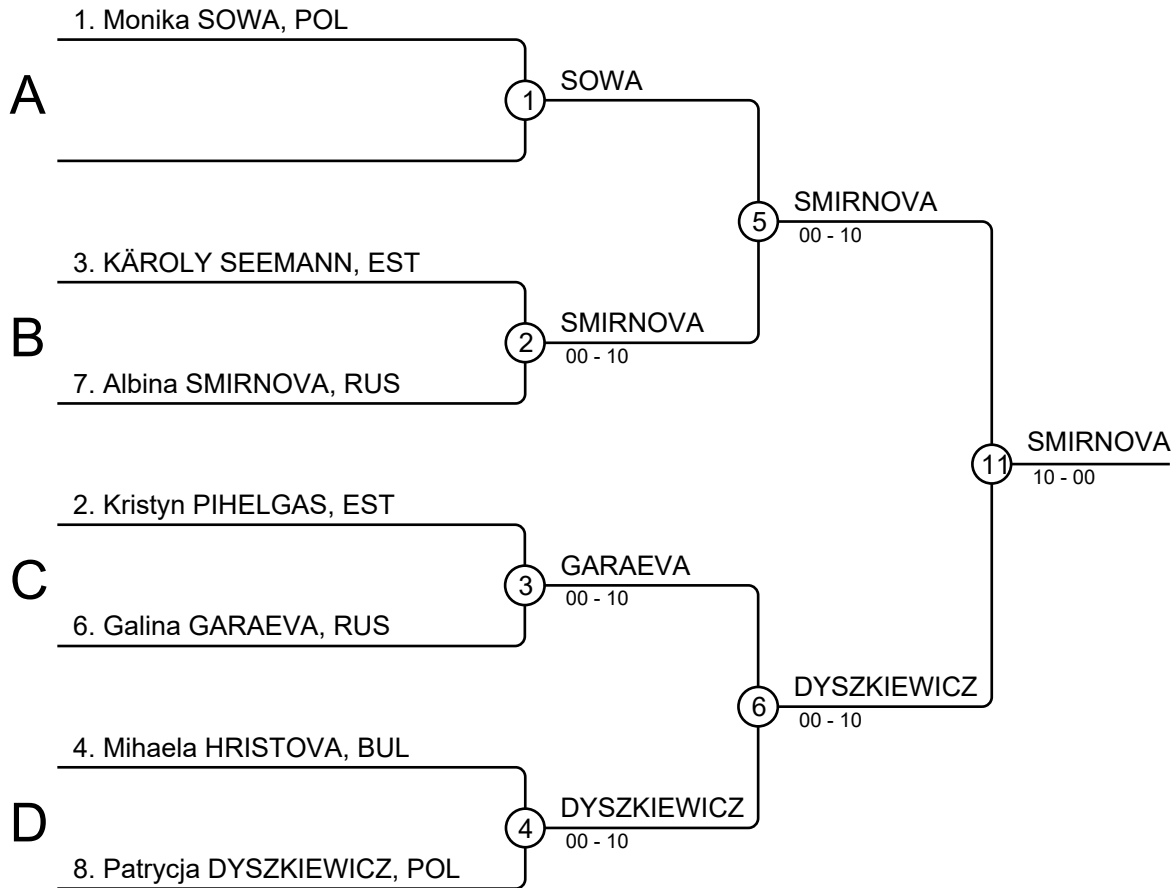 1. Monika SOWA, POL
A
1
SOWA
5
SMIRNOVA
00 - 10
3. KÄROLY SEEMANN, EST
B
2
SMIRNOVA
00 - 10
7. Albina SMIRNOVA, RUS
11
SMIRNOVA
10 - 00
2. Kristyn PIHELGAS, EST
C
3
GARAEVA
00 - 10
6. Galina GARAEVA, RUS
6
DYSZKIEWICZ
00 - 10
4. Mihaela HRISTOVA, BUL
D
4
DYSZKIEWICZ
00 - 10
8. Patrycja DYSZKIEWICZ, POL